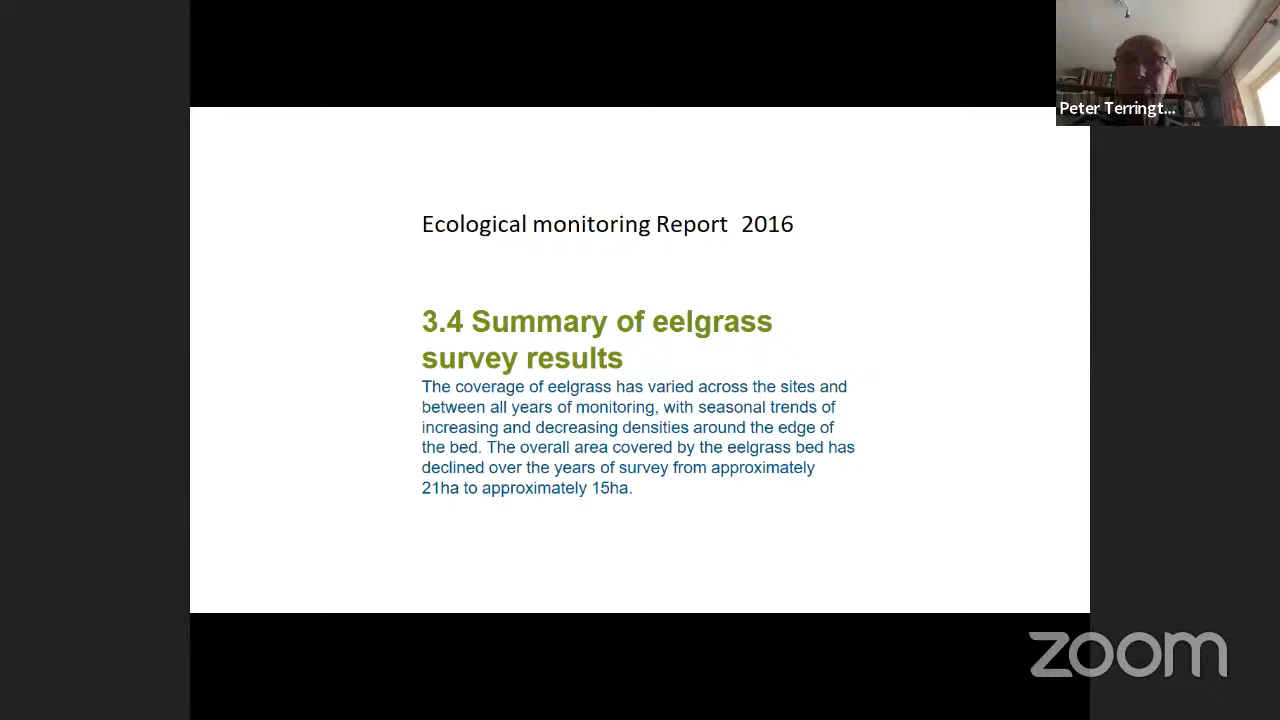 Peter Terringt...
Ecological monitoring Report 2016
3.4 Summary of eelgrass
survey results
The coverage of eelgrass has varied across the sites and
between all years of monitoring, with seasonal trends of
increasing and decreasing densities around the edge of
the bed. The overall area covered by the eelgrass bed has
declined over the years of survey from approximately
21ha to approximately 15ha.
zoom